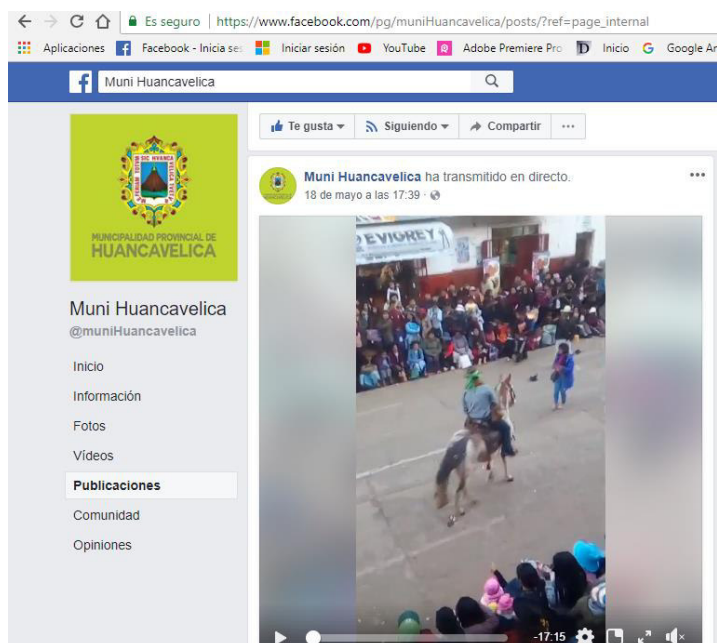 Es seguro | https://www.facebook.com/pg/muniHuancavelica/posts/?ref=page_internal
Aplicaciones Facebook - Inicia ses Iniciar sesión YouTube Adobe Premiere Pro Inicio Google An
Muni Huancavelica
Te gusta Siguiendo Compartir
MUNICIPALIDAD PROVINCIAL DE
HUANCAVELICA
Muni Huancavelica
@muniHuancavelica
Inicio
Información
Fotos
Vídeos
Publicaciones
Comunidad
Opiniones
Muni Huancavelica ha transmitido en directo.
18 de mayo a las 17:39
DEVIGREY
-17:15